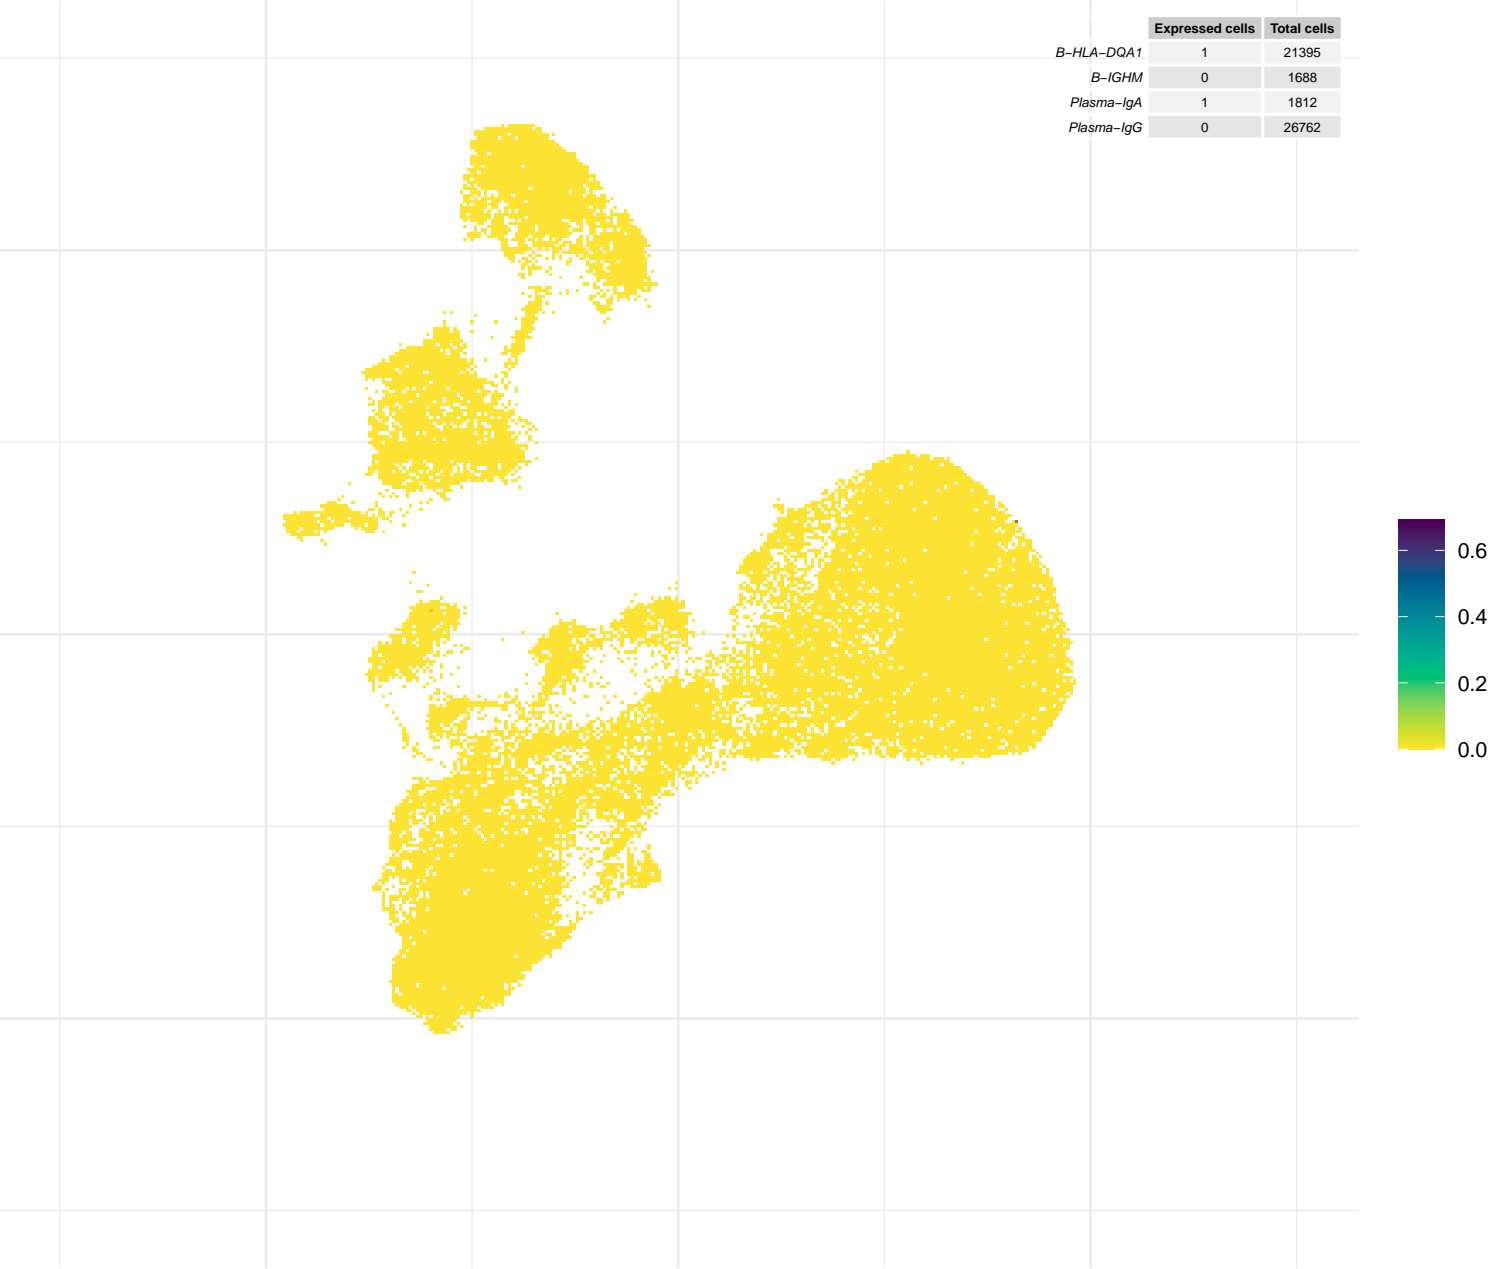 Expressed cells Total cells
B−HLA−DQA1 1 21395
B−IGHM 0 1688
Plasma−IgA 1 1812
Plasma−IgG 0 26762
0.6
0.4
0.2
0.0